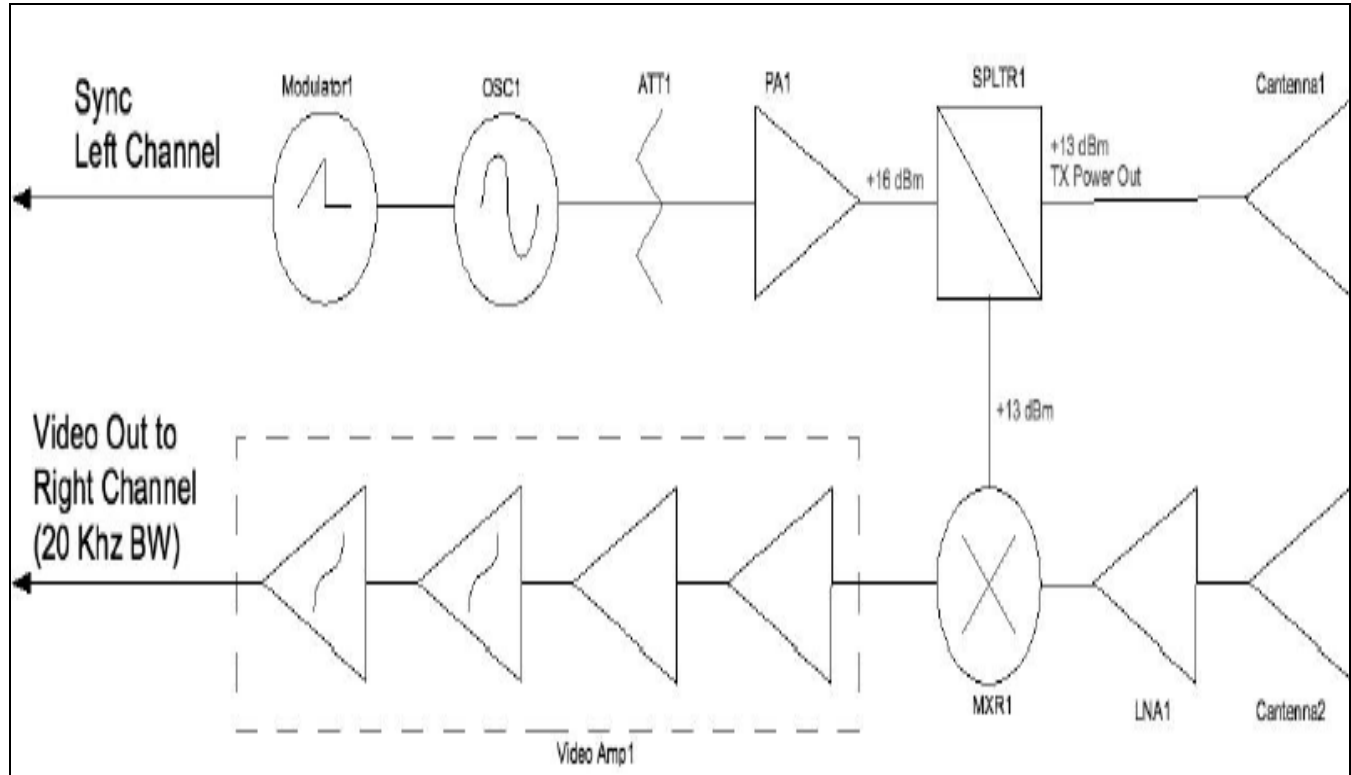 Sync
Left Channel
Modulator1
OSC1
ATT1
PA1
+16 dBm
SPLTR1
+13 dBm
TX Power Out
Cantenna1
+13 dBm
Video Out to
Right Channel
(20 Khz BW)
Video Amp1
MXR1
LNA1
Cantenna2